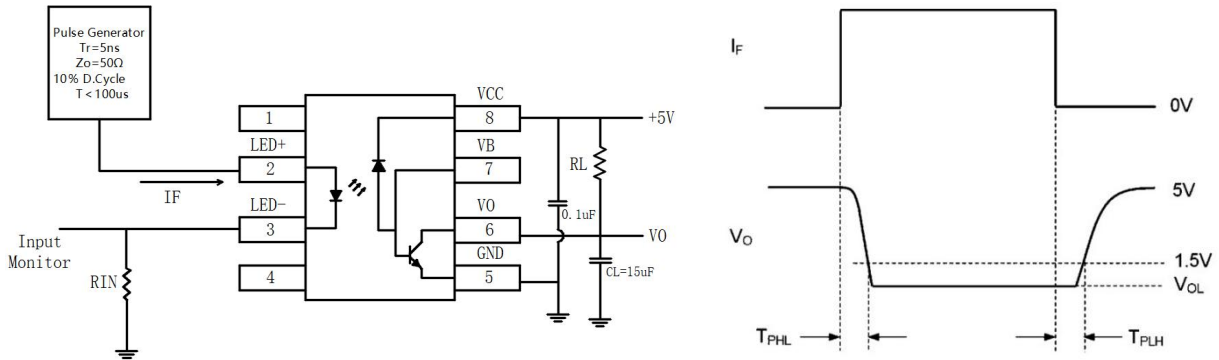 Pulse Generator
Tr=5ns
Zo=50Ω
10% D.Cycle
T<100us
1
LED+
2
IF
LED-
3
4
Input
Monitor
RIN
VCC
8
+5V
VB
7
RL
VO
6
0.1uF
VO
GND
5
CL=15uF
IF
0V
5V
VO
1.5V
VOL
TPHL
TPLH